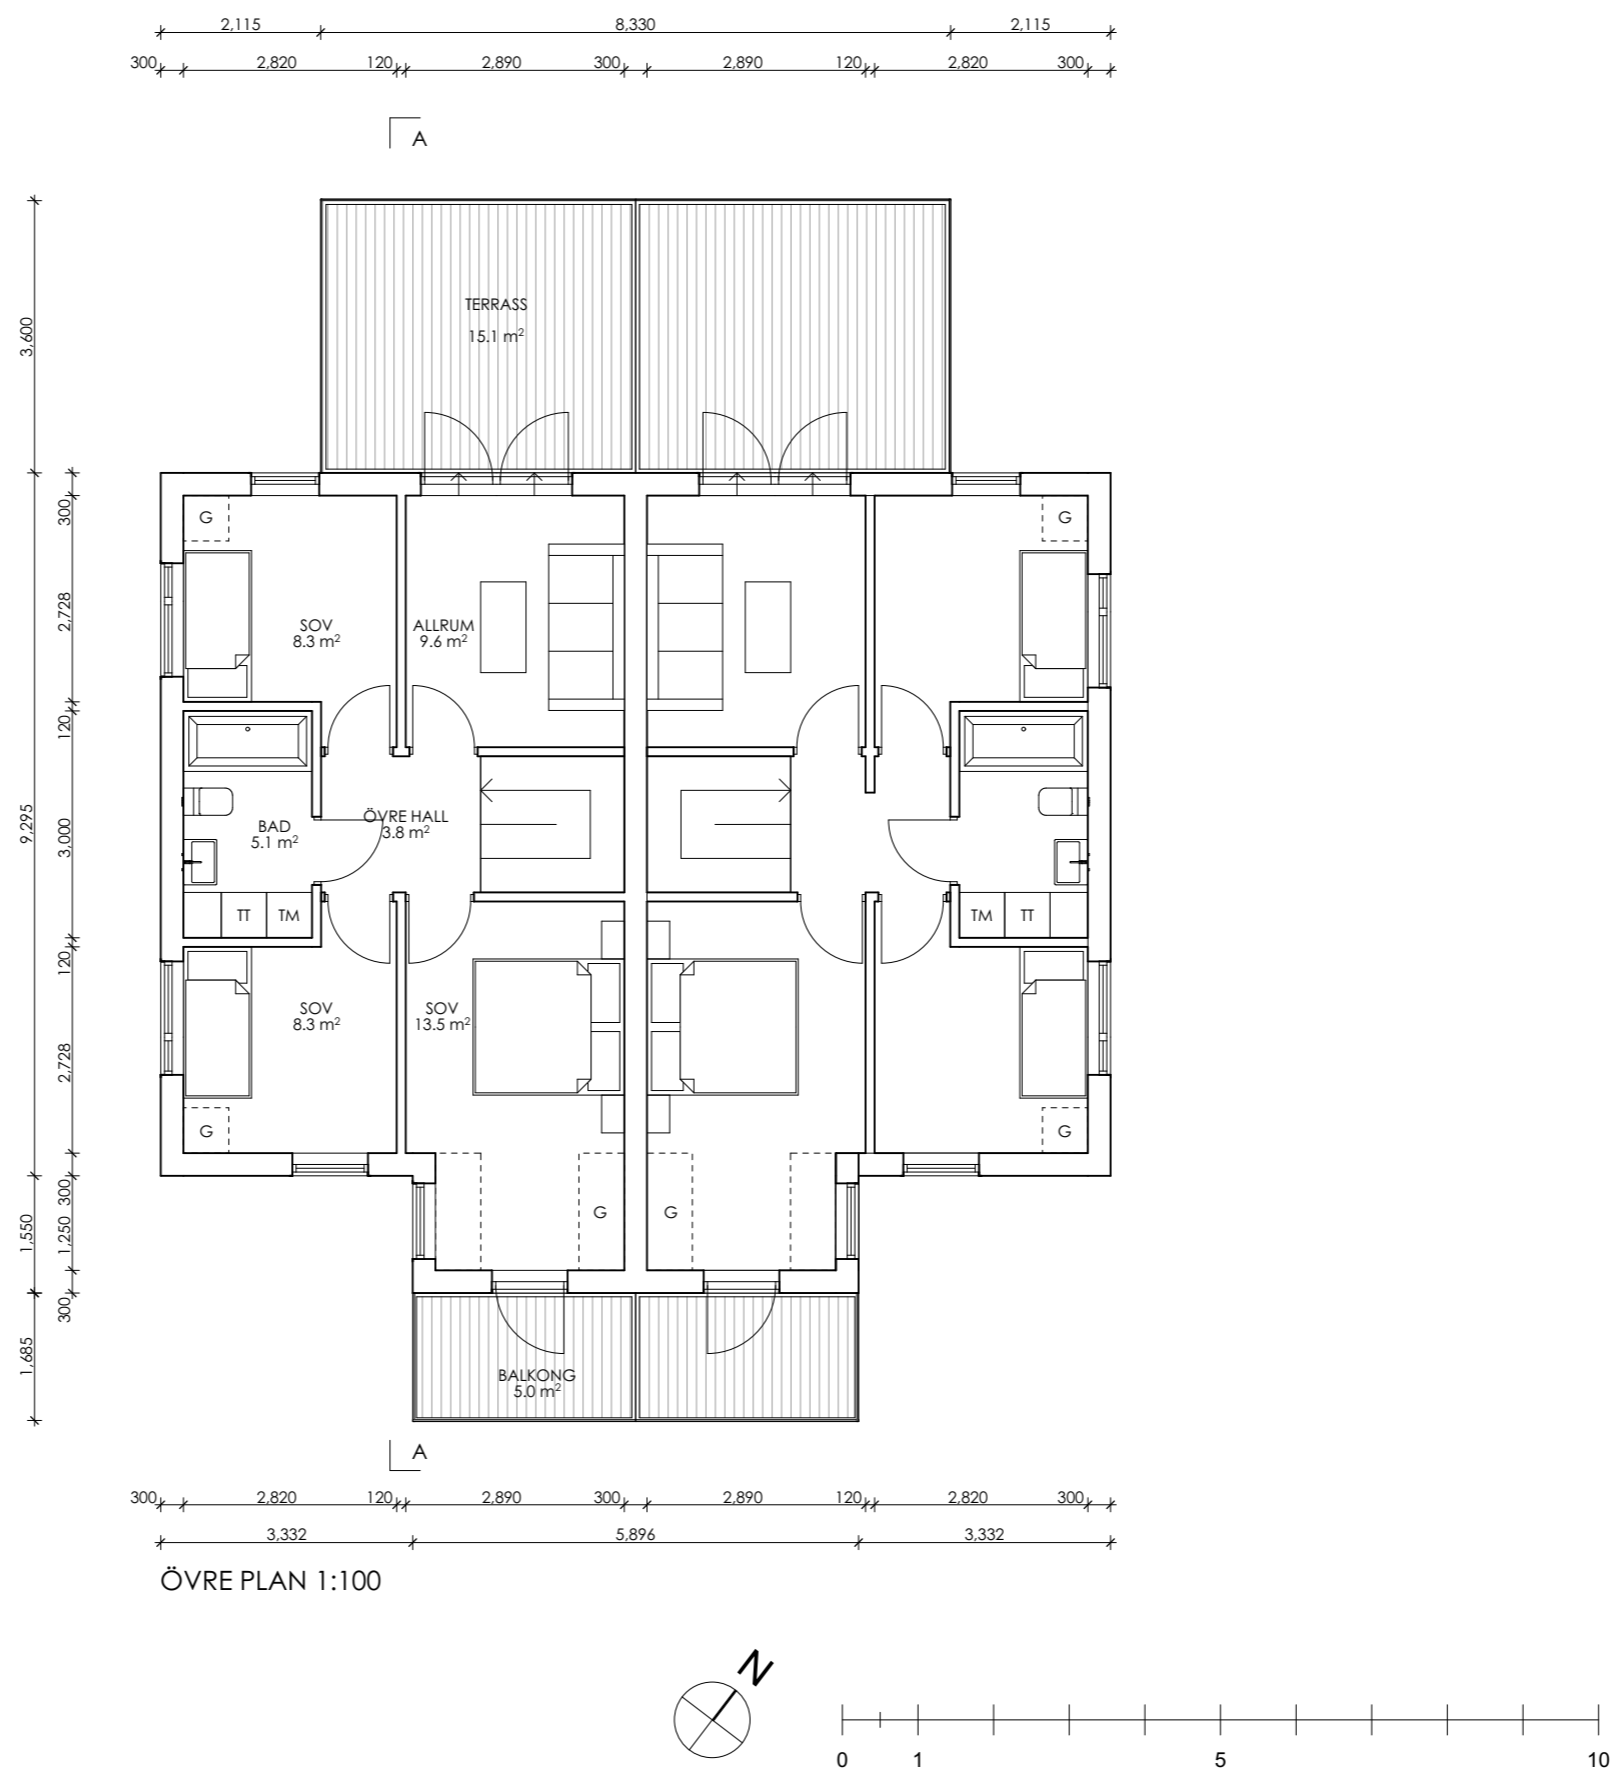 2,115 8,330 2,115
300 2,820 120 2,890 300 2,890 120 2,820 300
A
3,600
9,295
1,550
1,685
300
2,728
120
3,000
120
2,728
300
1,250
300
TERRASS
15.1 m²
G G
SOV
8.3 m²
ALLRUM
9.6 m²
BAD
5.1 m²
ÖVRE HALL
3.8 m²
TT TM TM TT
SOV
8.3 m²
SOV
13.5 m²
G G
G G
BALKONG
5.0 m²
A
300 2,820 120 2,890 300 2,890 120 2,820 300
3,332 5,896 3,332
ÖVRE PLAN 1:100
N
0 1 5 10